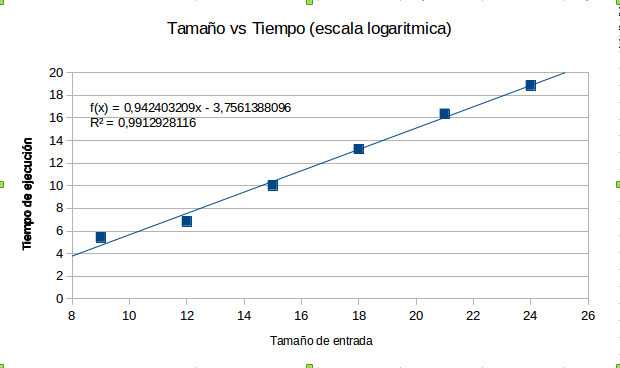 Tamaño vs Tiempo (escala logaritmica)
f(x) = 0,942403209x - 3,7561388096
R² = 0,9912928116
Tiempo de ejecución
20
18
16
14
12
10
8
6
4
2
0
8 10 12 14 16 18 20 22 24 26
Tamaño de entrada